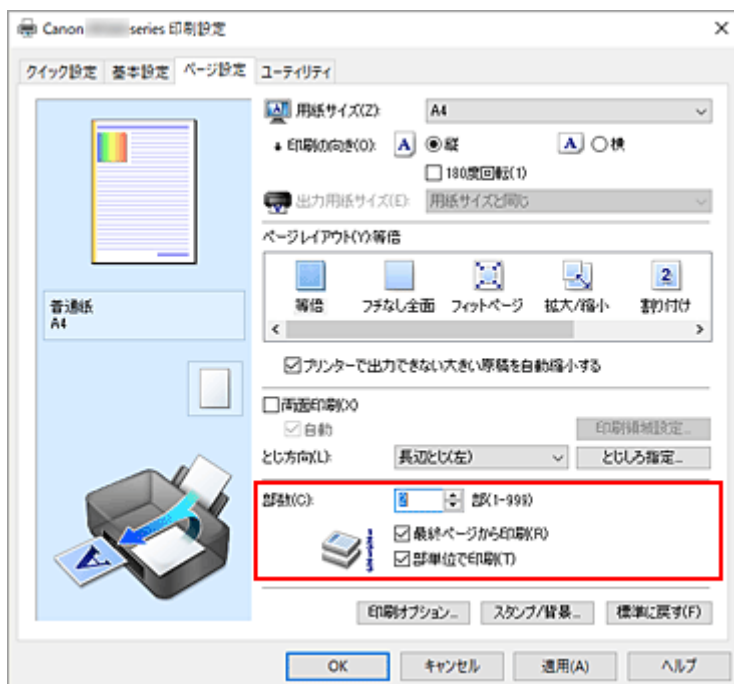 Canon series 印刷設定
クイック設定 基本設定 ページ設定 ユーティリティ
用紙サイズ(Z): A4
印刷の向き(O): A 縦 A 横
180度回転(1)
出力用紙サイズ(E): 用紙サイズと同じ
ページレイアウト(Y):等倍
等倍 フチなし全面 フィットページ 拡大/縮小 割り付け
普通紙
A4
プリンターで出力できない大きい原稿を自動縮小する
両面印刷(X)
自動 印刷領域設定...
とじ方向(L): 長辺とじ(左) とじしろ指定...
部数(C): 2 部(1-999)
最終ページから印刷(R)
部単位で印刷(T)
印刷オプション... スタンプ/背景... 標準に戻す(F)
OK キャンセル 適用(A) ヘルプ